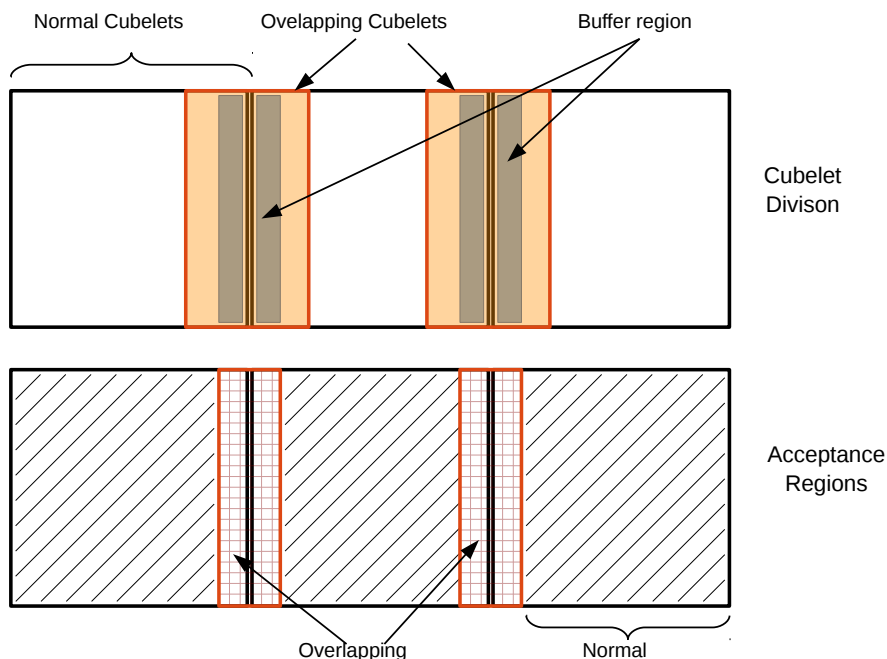 Normal Cubelets
Ovelapping Cubelets
Buffer region
Cubelet
Divison
Acceptance
Regions
Overlapping
Normal